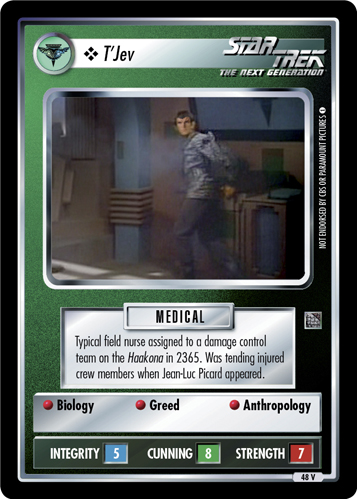 ❖ T'Jev
STAR TREK
THE NEXT GENERATION
NOT ENDORSED BY CBS OR PARAMOUNT PICTURES
MEDICAL
Typical field nurse assigned to a damage control
team on the Haakona in 2365. Was tending injured
crew members when Jean-Luc Picard appeared.
Biology Greed Anthropology
INTEGRITY 5 CUNNING 8 STRENGTH 7
48 V